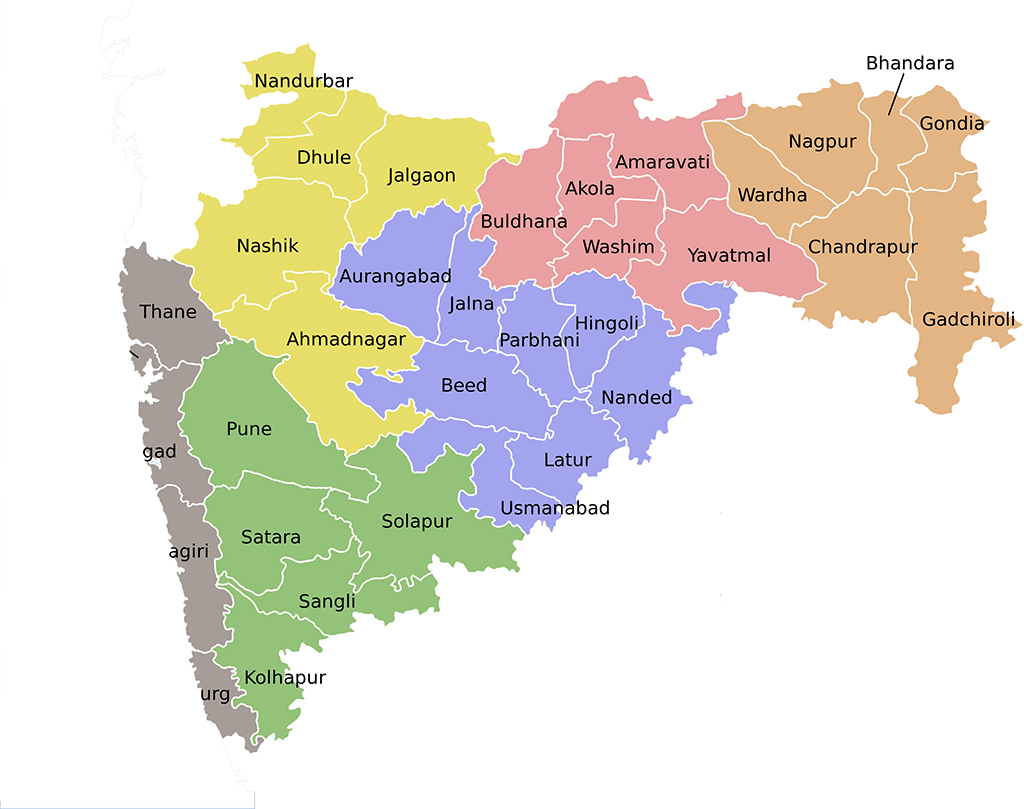 Bhandara
Nandurbar
Gondia
Nagpur
Dhule
Amaravati
Jalgaon
Akola
Wardha
Buldhana
Nashik
Washim
Chandrapur
Yavatmal
Aurangabad
Jalna
Thane
Gadchiroli
Hingoli
Ahmadnagar
Parbhani
Beed
Nanded
Pune
gad
Latur
Usmanabad
Solapur
Satara
agiri
Sangli
Kolhapur
urg